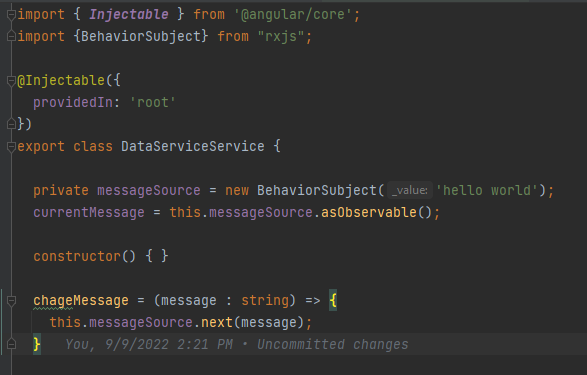 import { Injectable } from '@angular/core';
import {BehaviorSubject} from "rxjs";
@Injectable({
providedIn: 'root'
})
export class DataServiceService {
private messageSource = new BehaviorSubject( _value: 'hello world');
currentMessage = this.messageSource.asObservable();
constructor() { }
chageMessage = (message : string) => {
this.messageSource.next(message);
} You, 9/9/2022 2:21 PM • Uncommitted changes